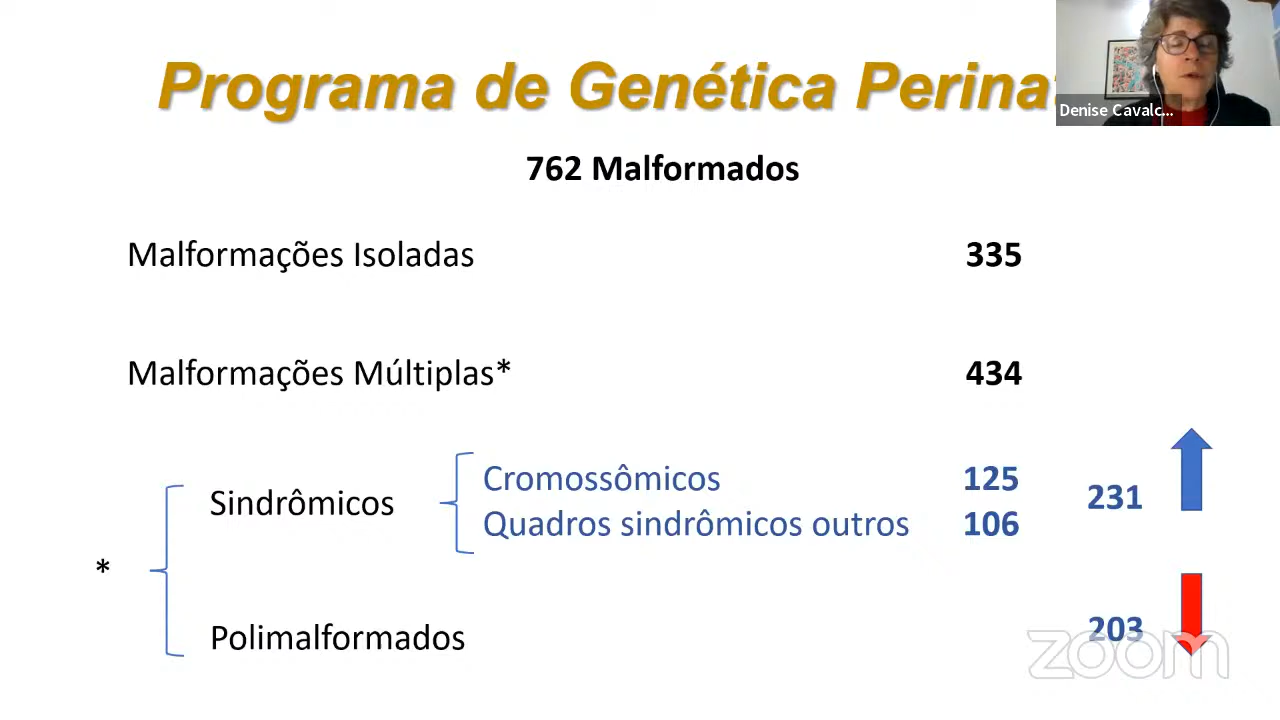 Programa de Genética Perinat
Denise Cavalc...
762 Malformados
Malformações Isoladas 335
Malformações Múltiplas* 434
Cromossômicos 125
Sindrômicos 231
Quadros sindrômicos outros 106
*
Polimalformados 203
zoom